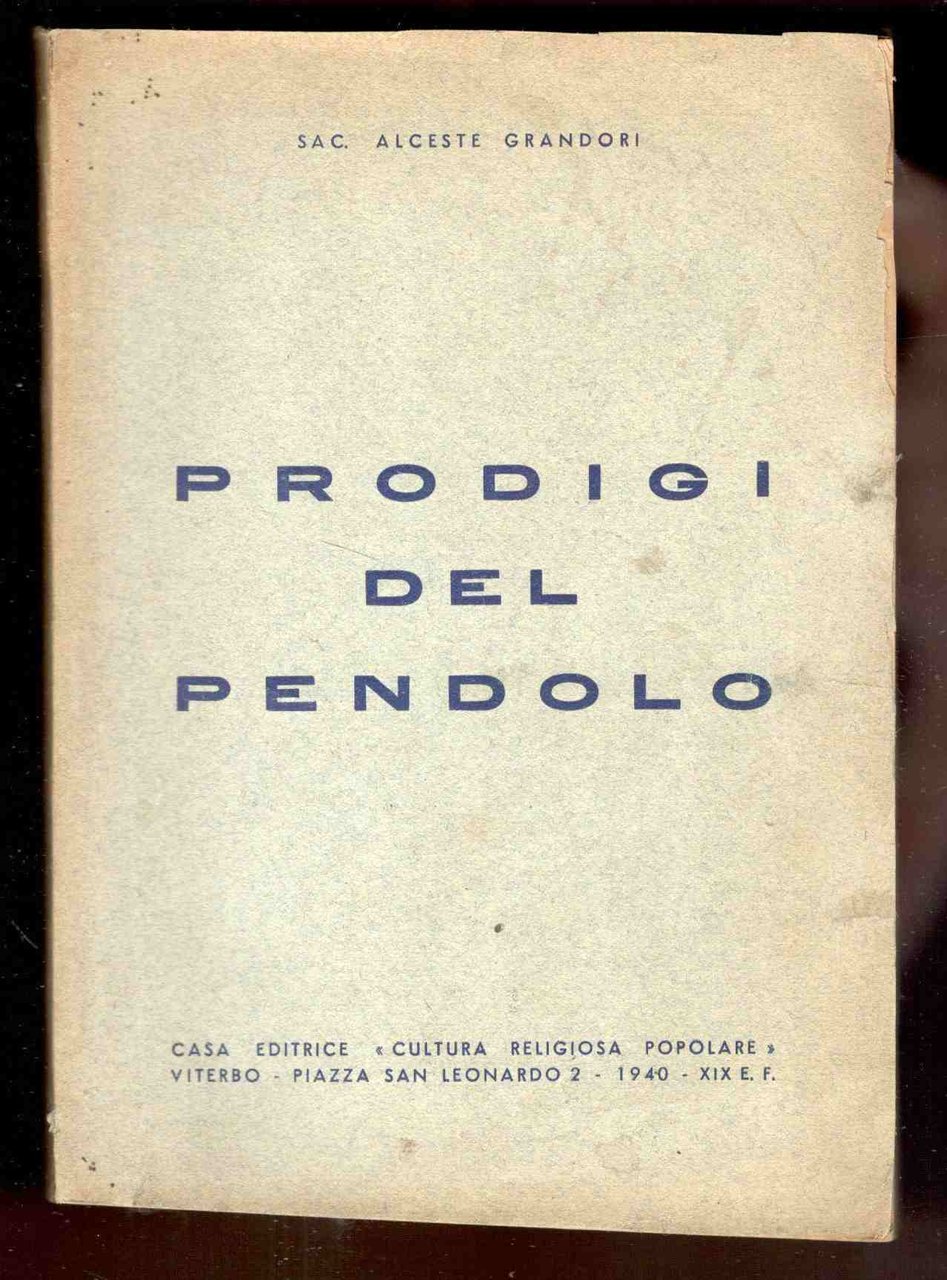 SAC. ALCESTE GRANDORI
PRODIGI
DEL
PENDOLO
CASA EDITRICE « CULTURA RELIGIOSA POPOLARE »
VITERBO - PIAZZA SAN LEONARDO 2 - 1940 - XIX E. F.